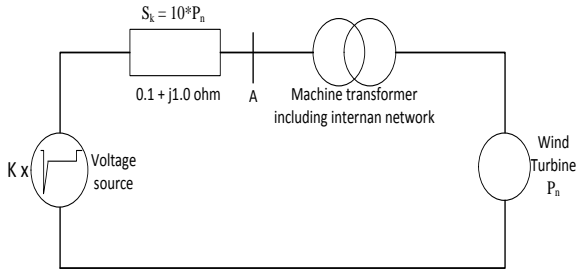 Sk = 10*Pn
0.1 + j1.0 ohm
A
Machine transformer
including internan network
K x
Voltage
source
Wind
Turbine
Pn